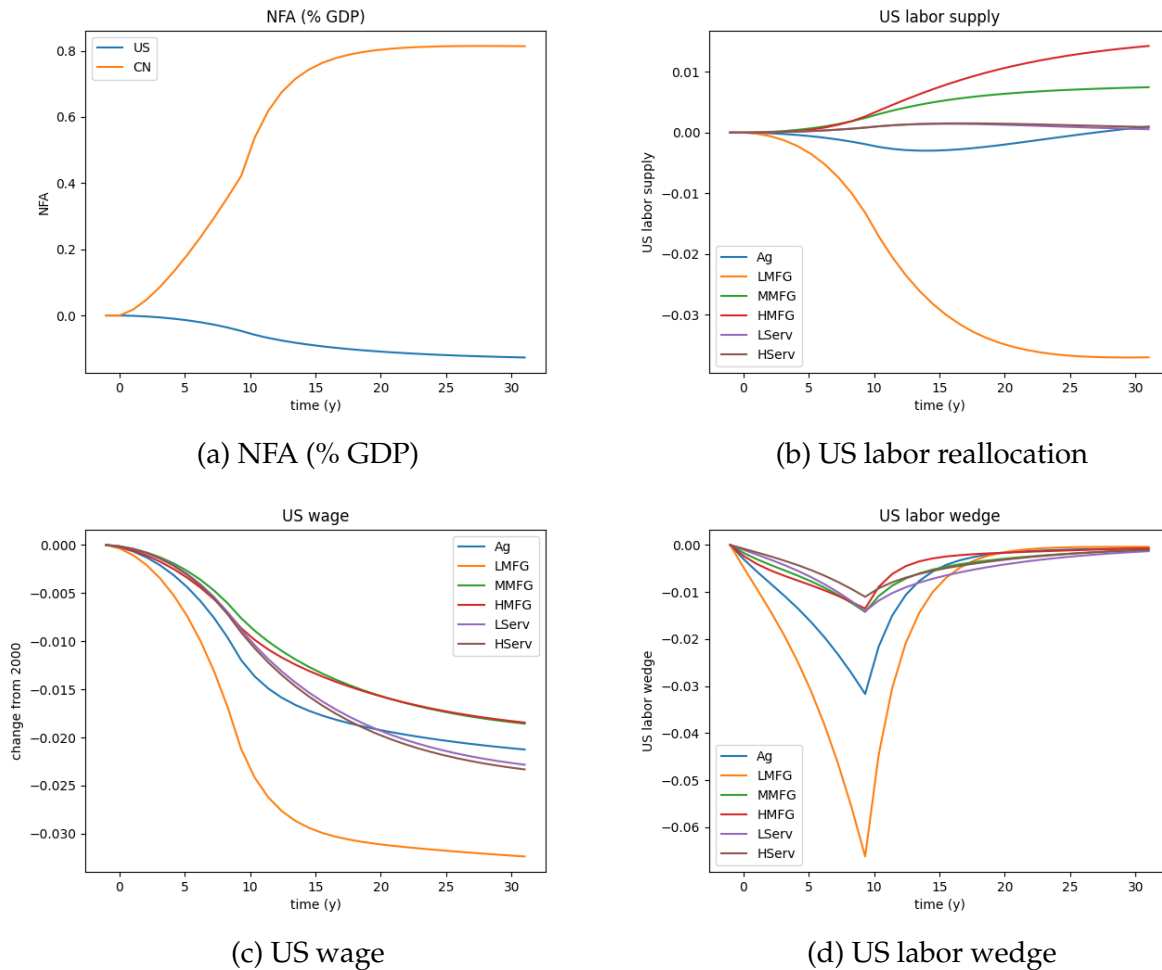 NFA (% GDP)
US
CN
0.8
0.6
0.4
0.2
0.0
NFA
0 5 10 15 20 25 30
time (y)
(a) NFA (% GDP)
US labor supply
0.01
0.00
−0.01
−0.02
−0.03
US labor supply
Ag
LMFG
MMFG
HMFG
LServ
HServ
0 5 10 15 20 25 30
time (y)
(b) US labor reallocation
US wage
0.000
−0.005
−0.010
−0.015
−0.020
−0.025
−0.030
change from 2000
Ag
LMFG
MMFG
HMFG
LServ
HServ
0 5 10 15 20 25 30
time (y)
(c) US wage
US labor wedge
0.00
−0.01
−0.02
−0.03
−0.04
−0.05
−0.06
US labor wedge
Ag
LMFG
MMFG
HMFG
LServ
HServ
0 5 10 15 20 25 30
time (y)
(d) US labor wedge